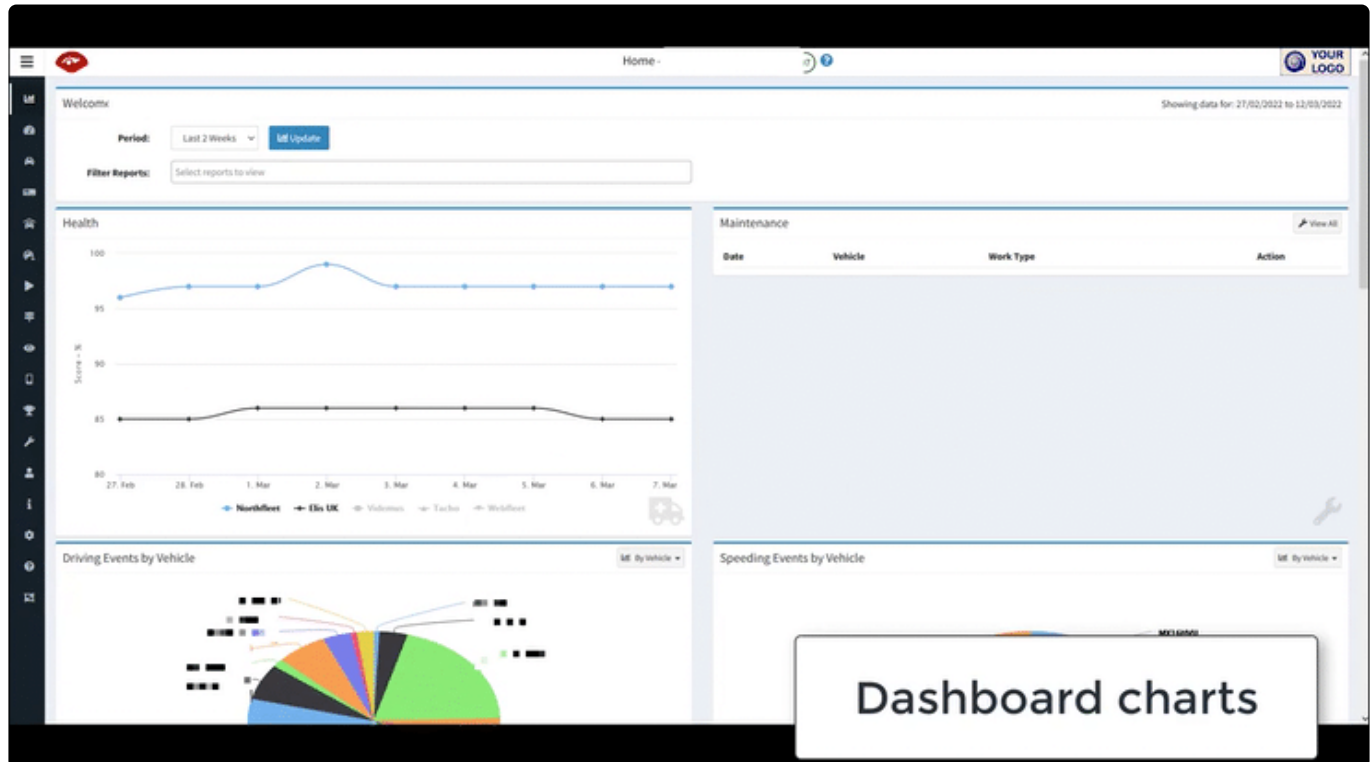 Home -
YOUR
LOGO
Welcome
Showing data for: 27/02/2022 to 12/03/2022
Period:
Last 2 Weeks
Update
Filter Reports:
Select reports to view
Health
100
95
90
85
80
Score - %
27. Feb 28. Feb 1. Mar 2. Mar 3. Mar 4. Mar 5. Mar 6. Mar 7. Mar
Northfleet Elis UK Videmus Tacho Webfleet
Maintenance
View All
Date Vehicle Work Type Action
Driving Events by Vehicle
By Vehicle
Speeding Events by Vehicle
By Vehicle
Dashboard charts